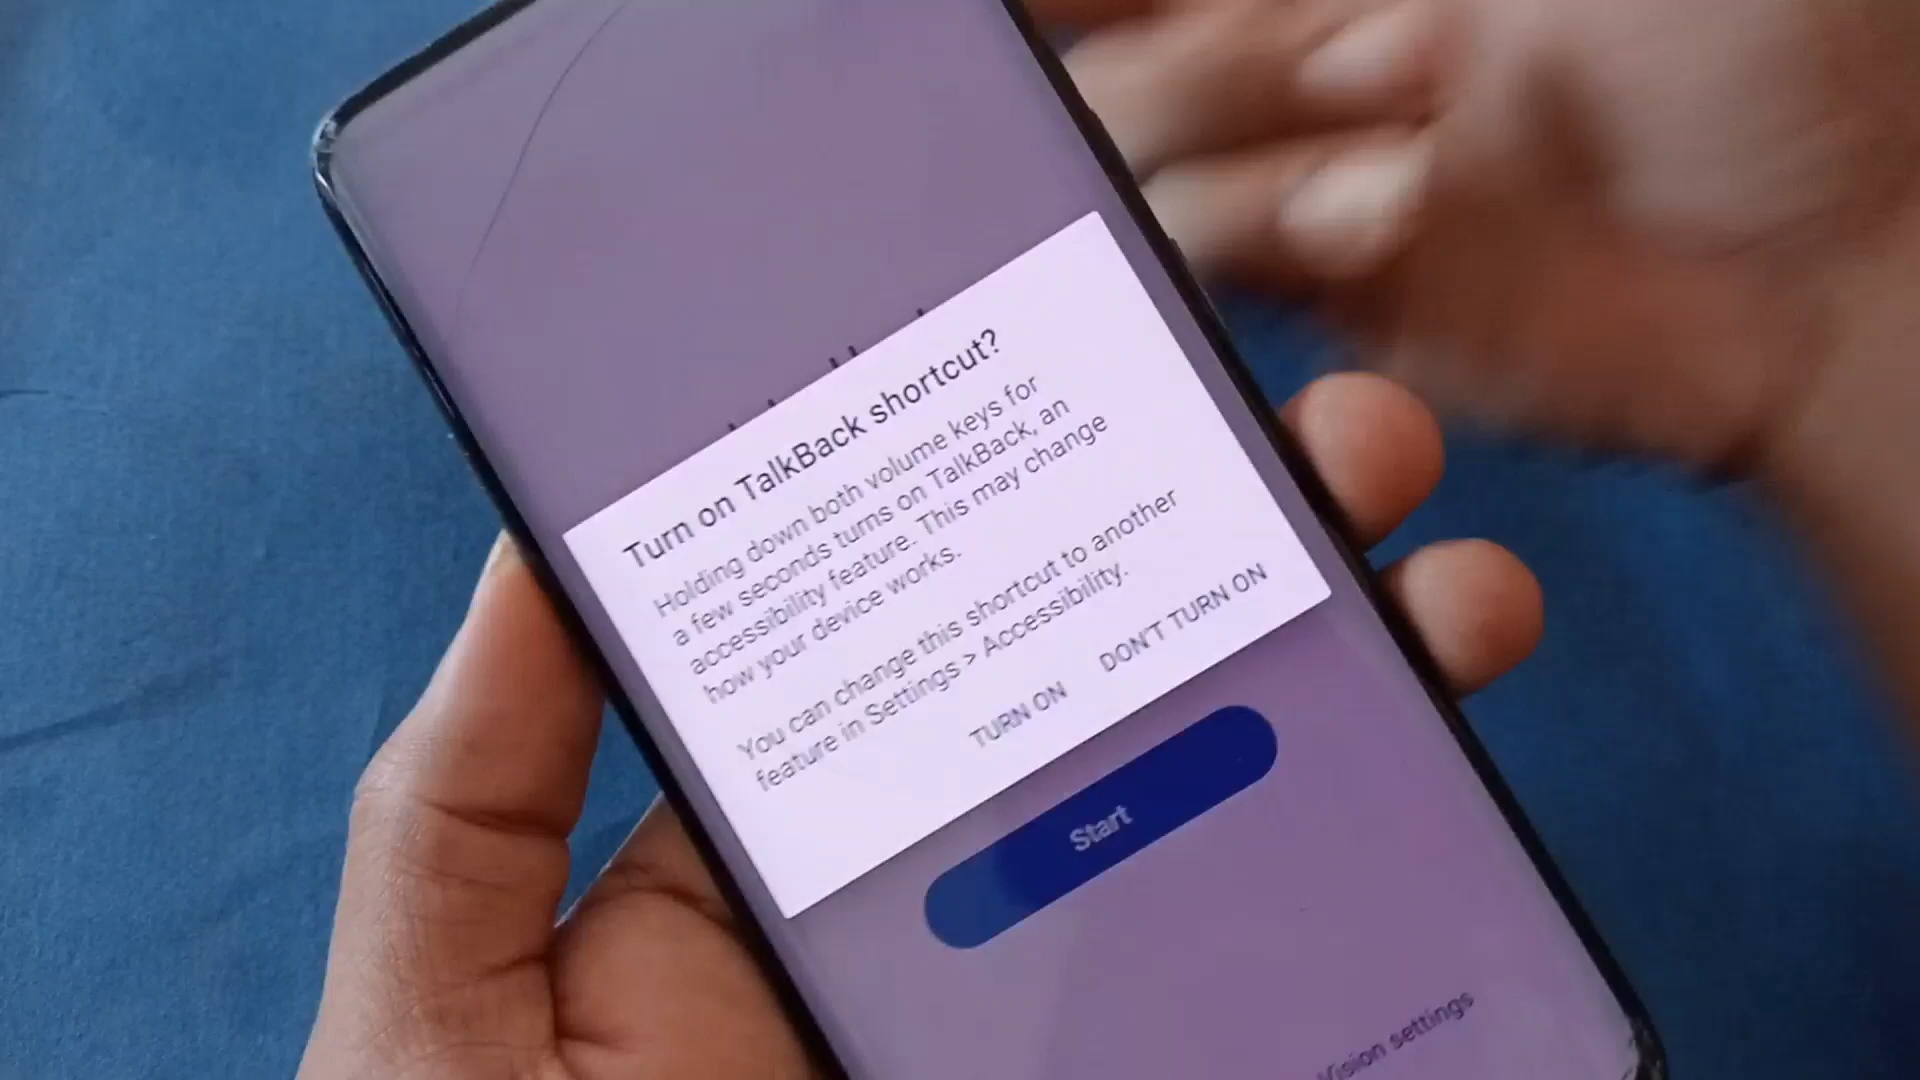 Turn on TalkBack shortcut?
Holding down both volume keys for
a few seconds turns on TalkBack, an
accessibility feature. This may change
how your device works.
You can change this shortcut to another
feature in Settings > Accessibility.
TURN ON DON'T TURN ON
Start
Vision settings